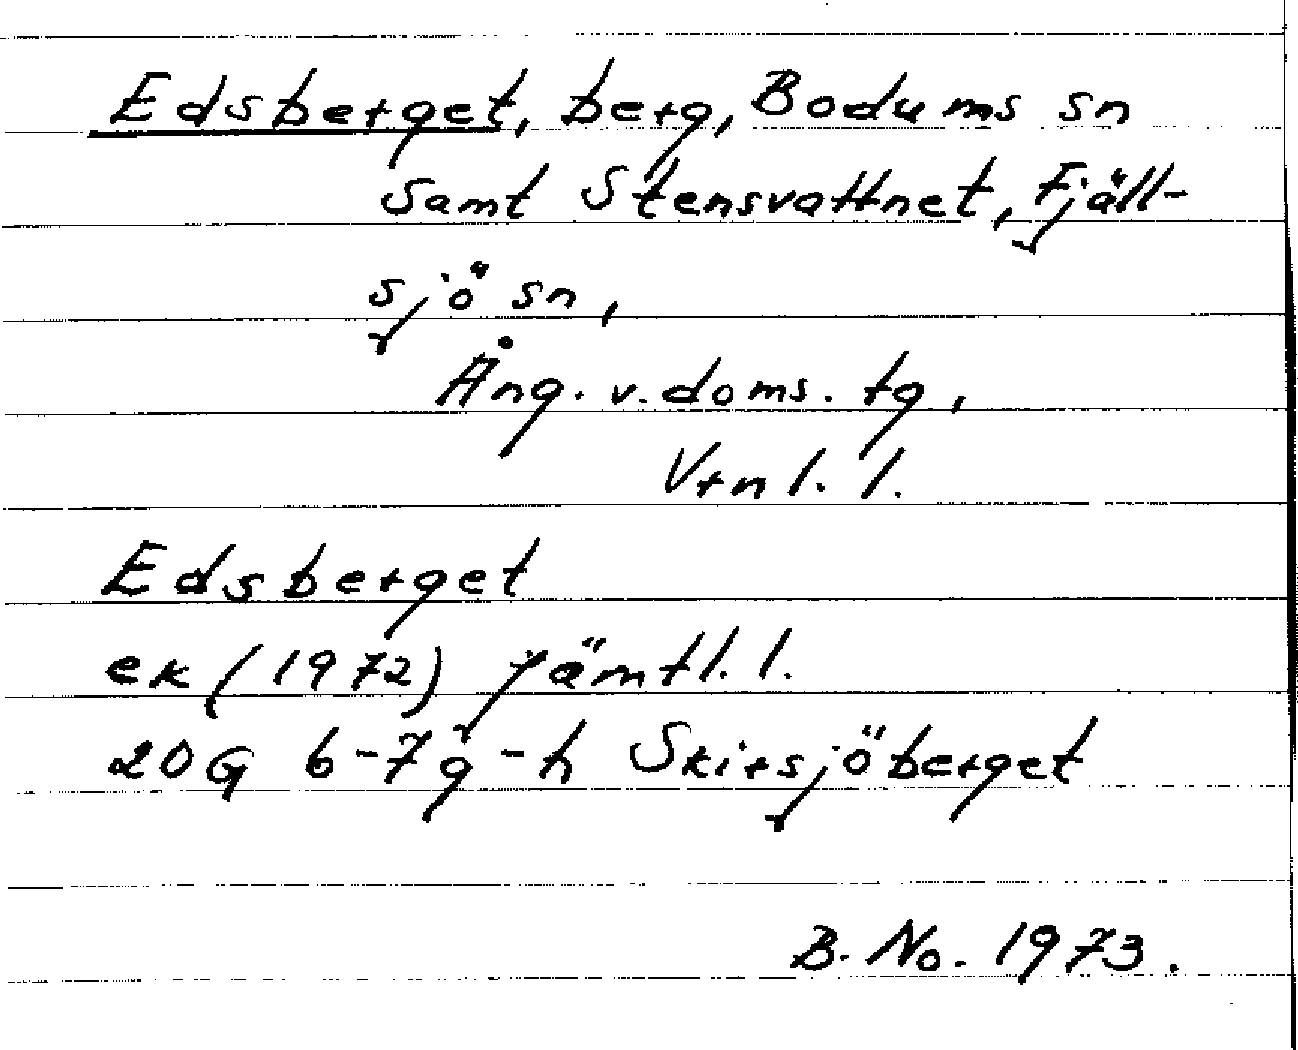 Edsberget, berg, Bodums sn
samt Stensvattnet, Fjäll-
sjö sn,
Ång. v. doms. tg,
Vrnl. l.
Edsberget
ek (1972) Jämtl. l.
20G 6-7g-h Skirsjöberget
B. No. 1973.